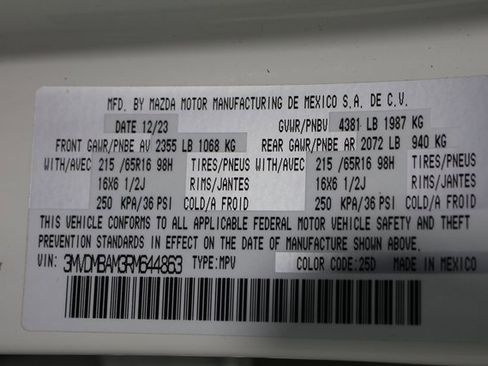 MFD. BY MAZDA MOTOR MANUFACTURING DE MEXICO S.A. DE C.V.
DATE 12/23 GVWR/PNBV 4381 LB 1987 KG
FRONT GAWR/PNBE AV 2355 LB 1068 KG REAR GAWR/PNBE AR 2072 LB 940 KG
WITH/AVEC 215 /65R16 98H TIRES/PNEUS WITH/AVEC 215 /65R16 98H TIRES/PNEUS
16X6 1/2J RIMS/JANTES 16X6 1/2J RIMS/JANTES
250 KPA/36 PSI COLD/A FROID 250 KPA/36 PSI COLD/A FROID
THIS VEHICLE CONFORMS TO ALL APPLICABLE FEDERAL MOTOR VEHICLE SAFETY AND THEFT
PREVENTION STANDARDS IN EFFECT ON THE DATE OF MANUFACTURE SHOWN ABOVE.
VIN: 3MVDMBAM3RM644863 TYPE:MPV COLOR CODE:25D MADE IN MEXICO